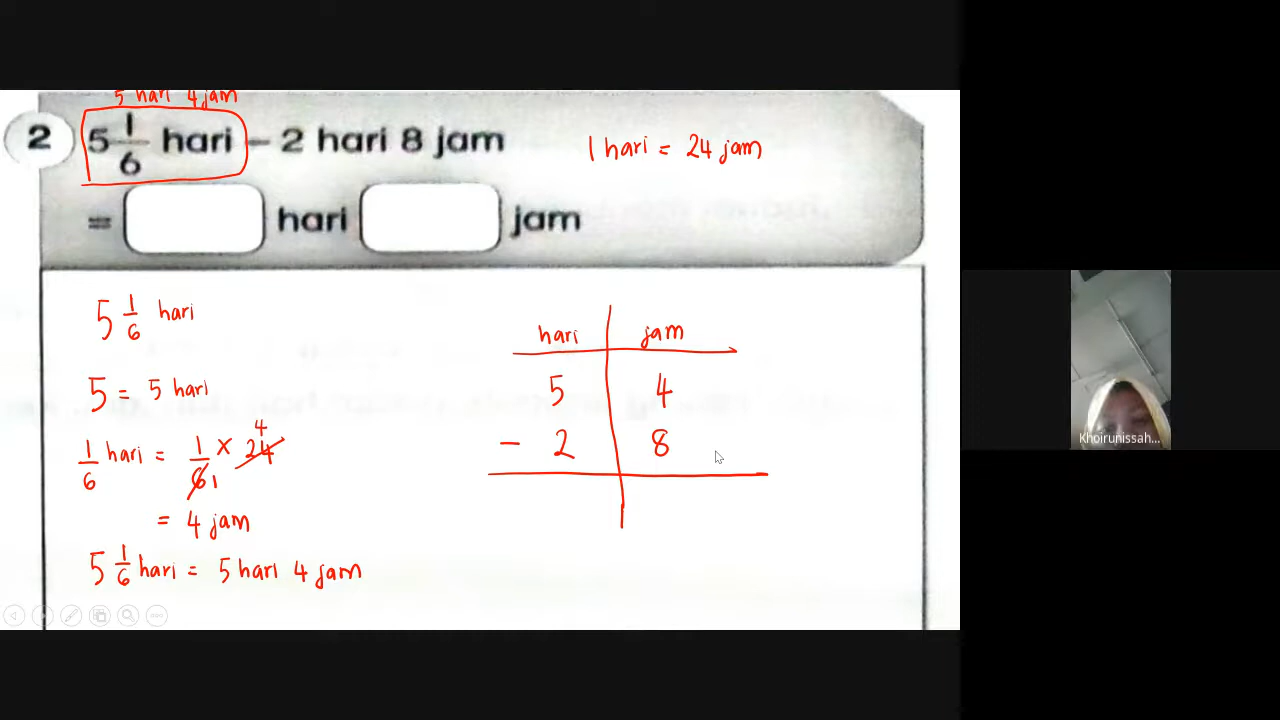 5 hari 4 jam
2 5 1/6 hari – 2 hari 8 jam
1 hari = 24 jam
= hari jam
5 1/6 hari
5 = 5 hari
1/6 hari = 1/6 1 × 24 4
= 4 jam
5 1/6 hari = 5 hari 4 jam
hari jam
5 4
– 2 8
Khoirunissah...